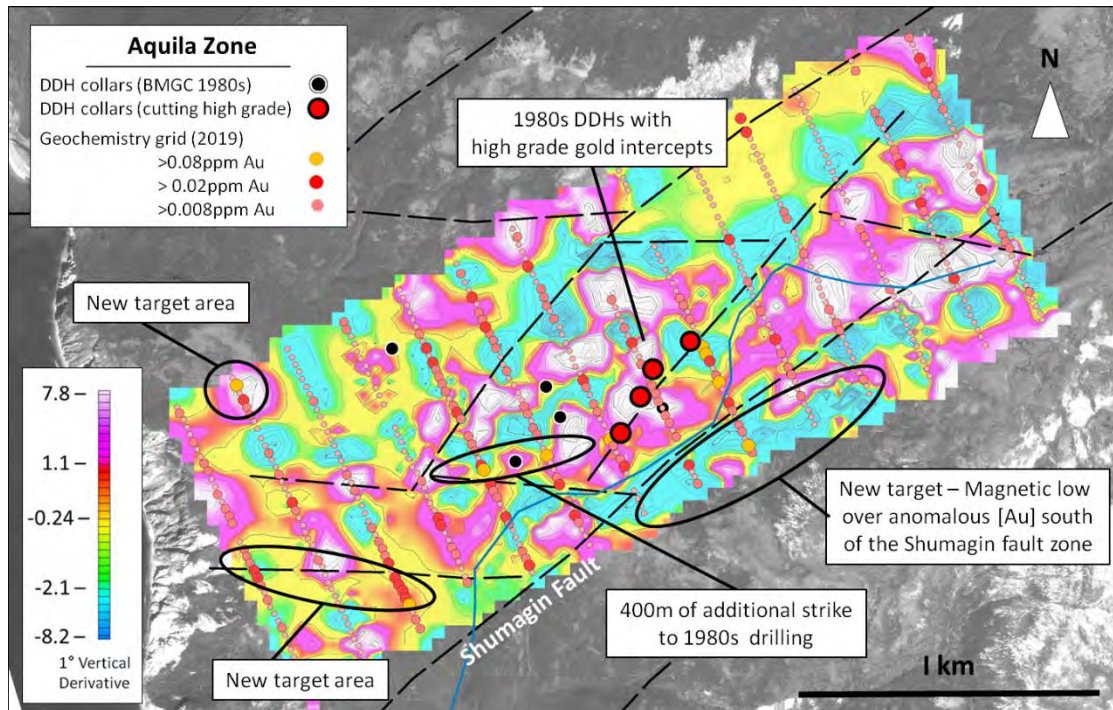 Aquila Zone
DDH collars (BMGC 1980s)
DDH collars (cutting high grade)
Geochemistry grid (2019)
>0.08ppm Au
> 0.02ppm Au
>0.008ppm Au
1980s DDHs with
high grade gold intercepts
N
New target area
7.8
1.1
-0.24
-2.1
-8.2
1° Vertical
Derivative
New target – Magnetic low
over anomalous [Au] south
of the Shumagin fault zone
Shumagin Fault
400m of additional strike
to 1980s drilling
New target area
I km